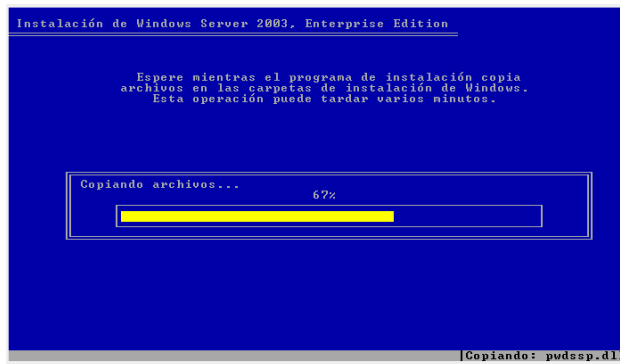 Instalación de Windows Server 2003, Enterprise Edition
Espere mientras el programa de instalación copia
archivos en las carpetas de instalación de Windows.
Esta operación puede tardar varios minutos.
Copiando archivos...
67%
Copiando: pwdssp.dl